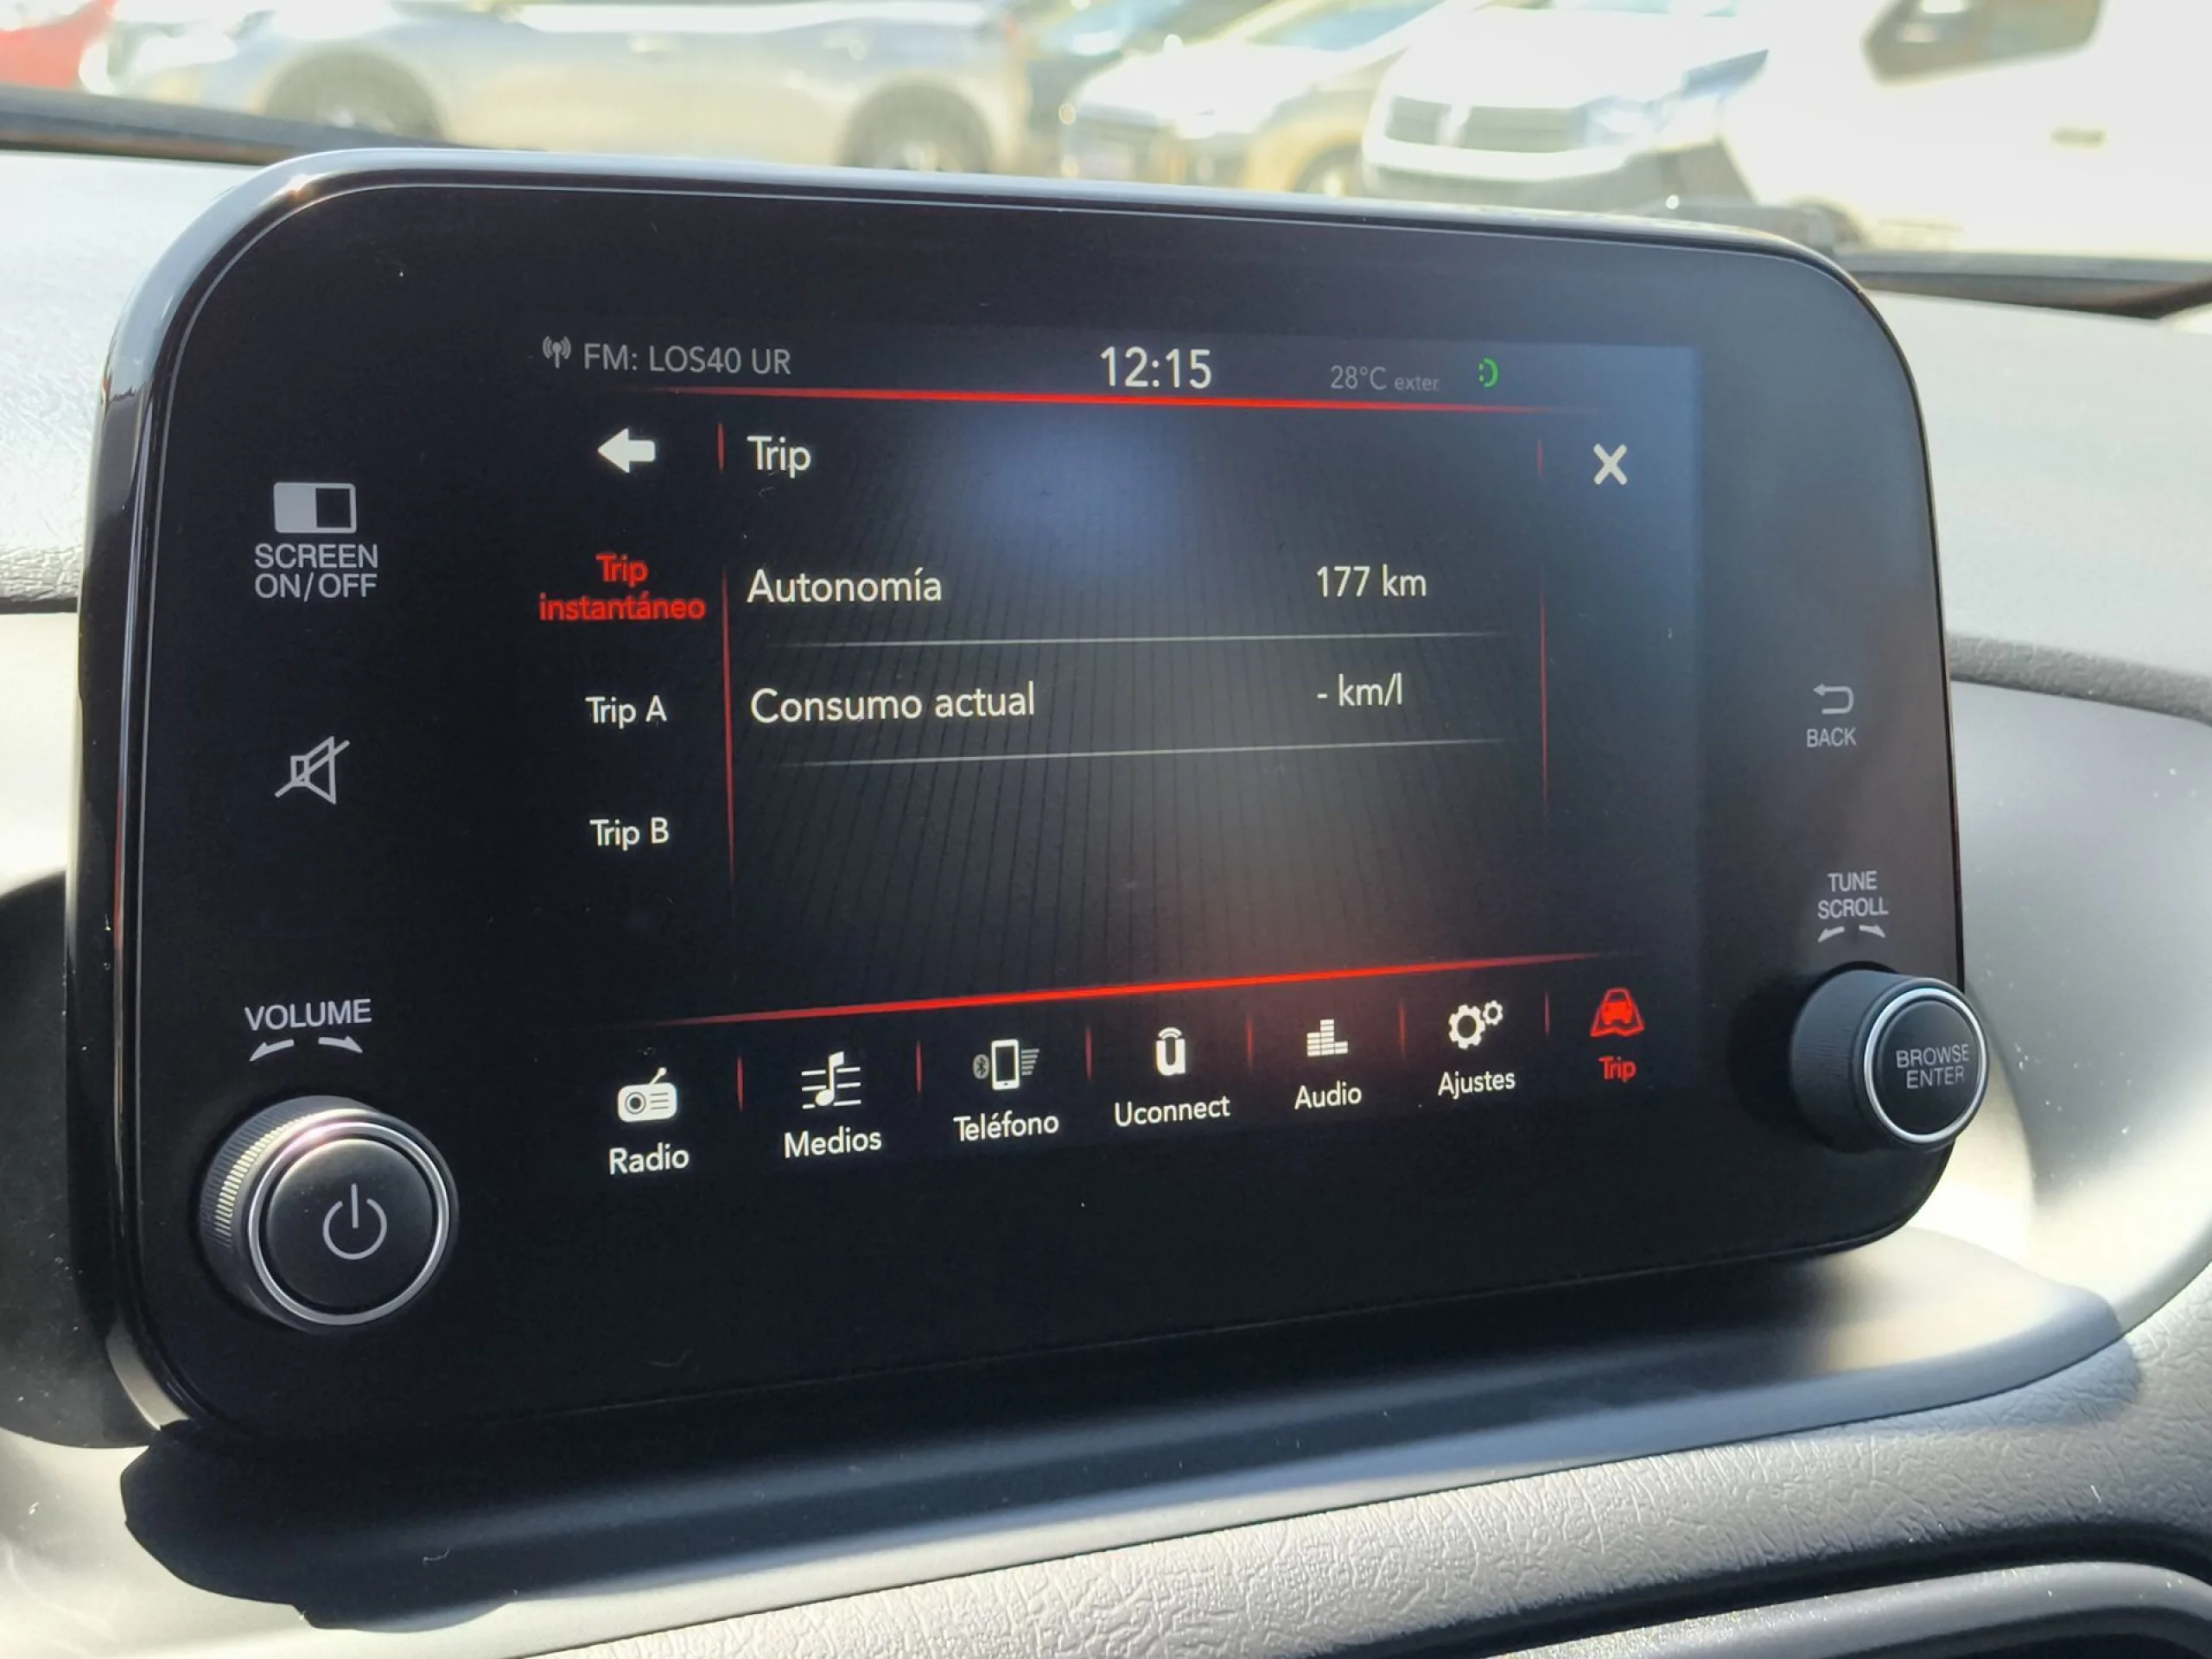 FM: LOS40 UR
12:15
28°C exter.
Trip
SCREEN
ON/OFF
Trip
instantáneo
Autonomía
177 km
Trip A
Consumo actual
- km/l
BACK
Trip B
TUNE
SCROLL
VOLUME
Radio
Medios
Teléfono
Uconnect
Audio
Ajustes
Trip
BROWSE
ENTER